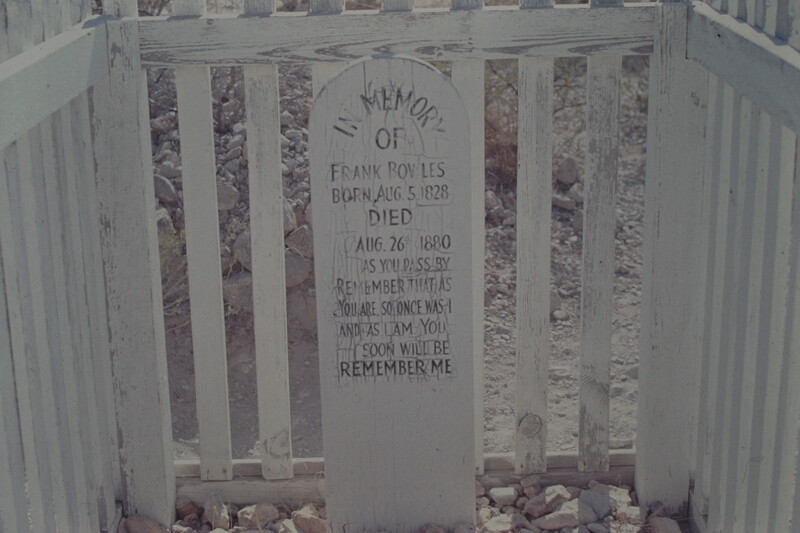 IN MEMORY
OF
FRANK BOWLES
BORN AUG. 5 1828
DIED
AUG. 26 1880
AS YOU PASS BY
REMEMBER THAT AS
YOU ARE, SO ONCE WAS I
AND AS I AM YOU
SOON WILL BE
REMEMBER ME